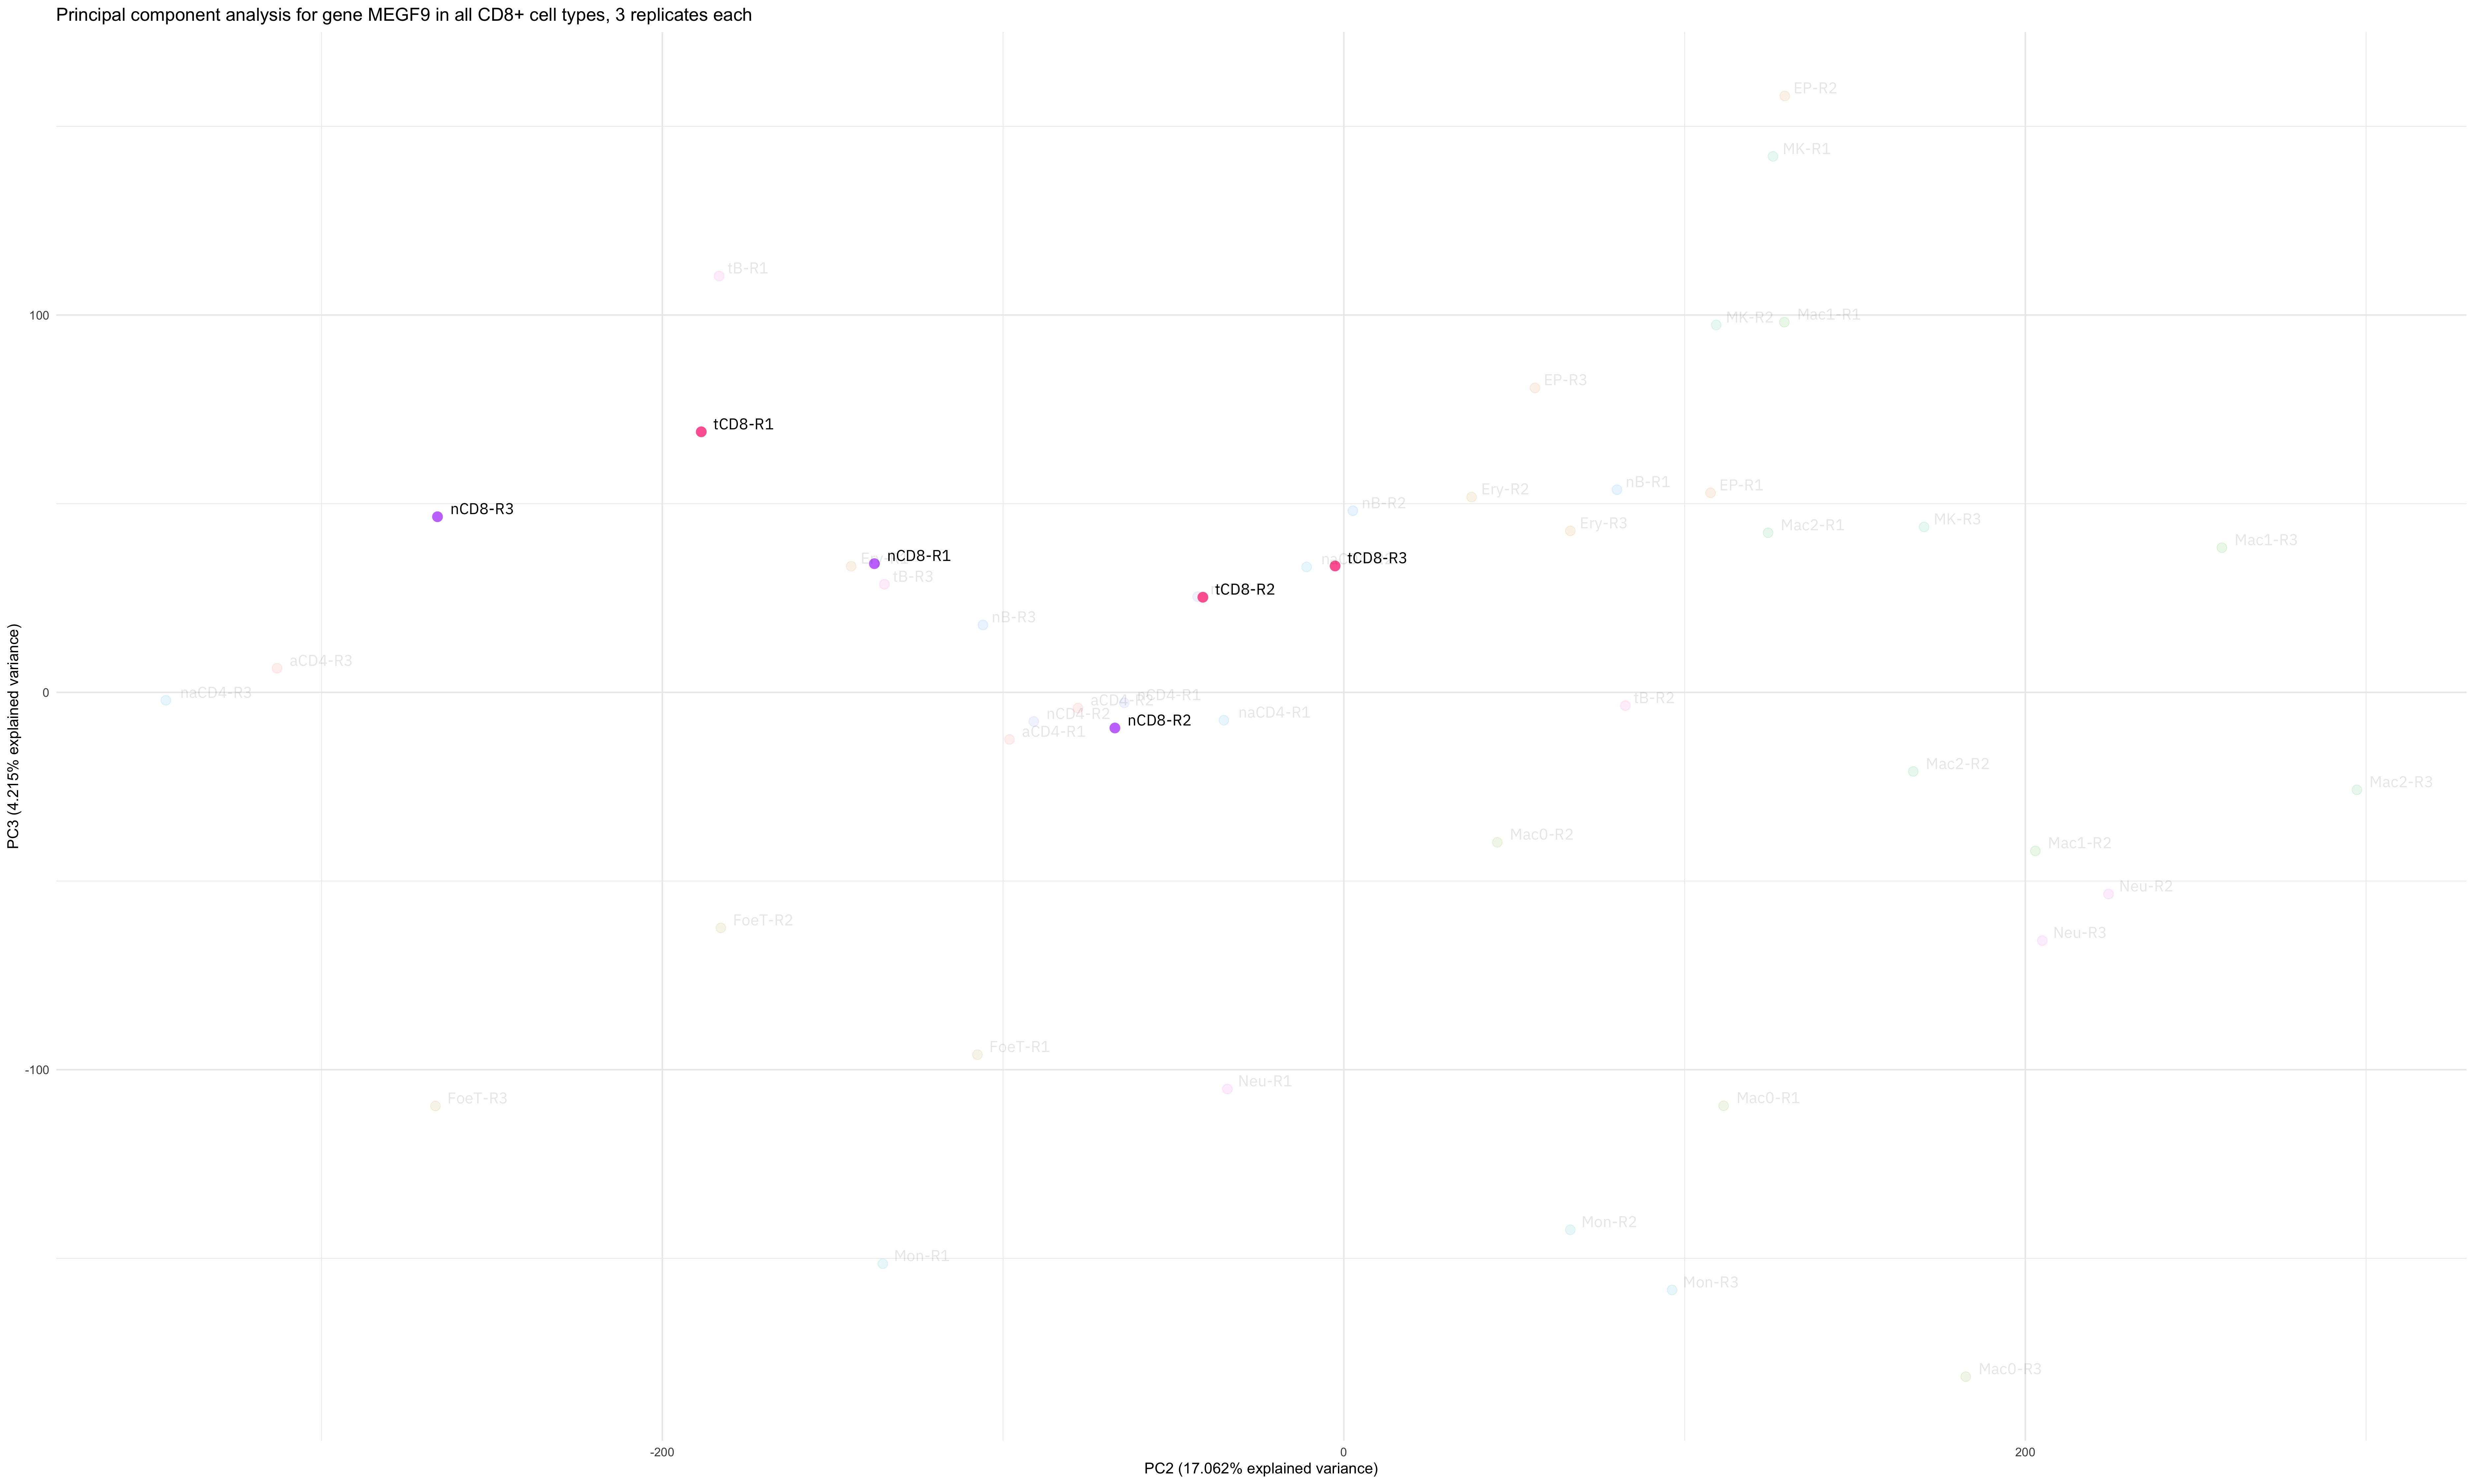 Principal component analysis for gene MEGF9 in all CD8+ cell types, 3 replicates each
EP-R2
MK-R1
tB-R1
100
MK-R2
Mac1-R1
EP-R3
tCD8-R1
nCD8-R3
Ery-R2
nB-R1
EP-R1
nB-R2
Ery-R3
Mac2-R1
MK-R3
Mac1-R3
nCD8-R1
tCD8-R3
tB-R3
tCD8-R2
nB-R3
aCD4-R3
naCD4-R3
0
nCD4-R1
aCD4-R2
nCD4-R2
naCD4-R1
nCD8-R2
aCD4-R1
tB-R2
Mac2-R2
Mac2-R3
Mac0-R2
Mac1-R2
Neu-R2
FoeT-R2
Neu-R3
FoeT-R1
-100
Neu-R1
FoeT-R3
Mac0-R1
Mon-R2
Mon-R1
Mon-R3
Mac0-R3
-200
0
200
PC2 (17.062% explained variance)
PC3 (4.215% explained variance)